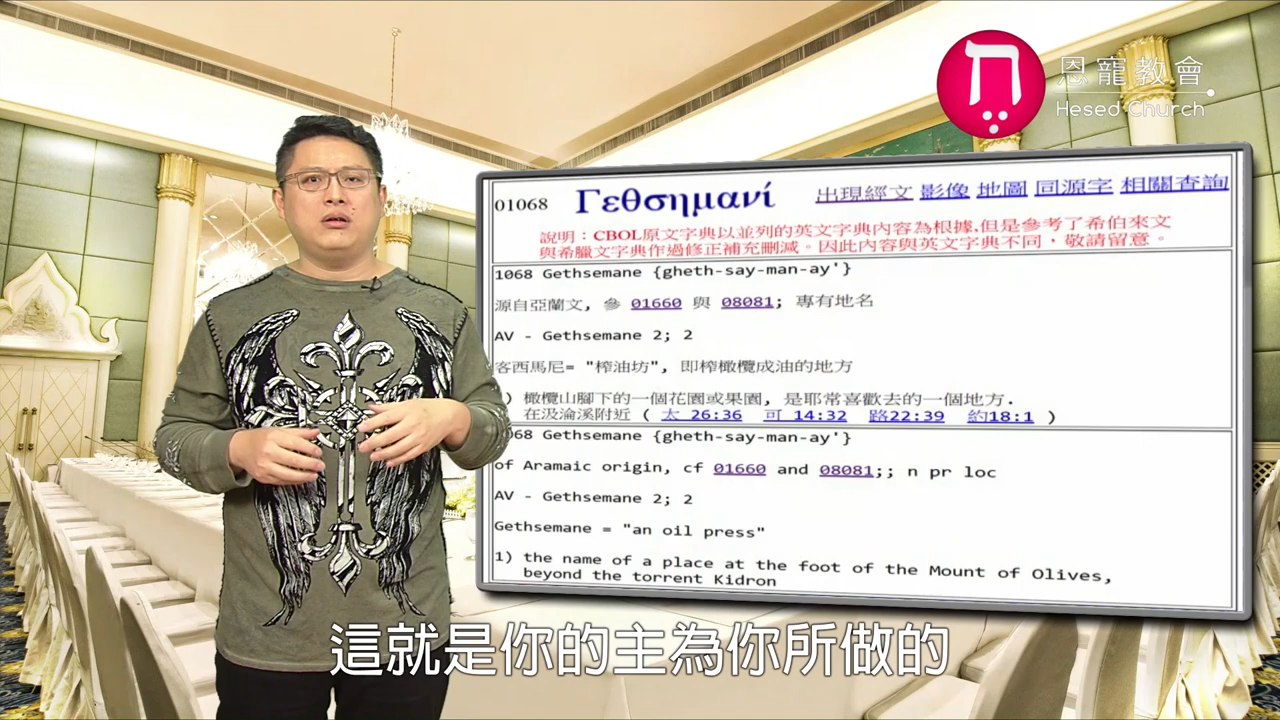 ח
恩寵教會
Hesed Church
01068 Γεθσημανί 出現經文 影像 地圖 同源字 相關查詢
說明：CBOL原文字典以並列的英文字典內容為根據,但是參考了希伯來文
與希臘文字典作過修正補充刪減。因此內容與英文字典不同，敬請留意。
1068 Gethsemane {gheth-say-man-ay'}
源自亞蘭文, 參 01660 與 08081; 專有地名
AV - Gethsemane 2; 2
客西馬尼= "榨油坊", 即榨橄欖成油的地方
) 橄欖山腳下的一個花園或果園, 是耶常喜歡去的一個地方.
在汲淪溪附近 ( 太 26:36 可 14:32 路22:39 約18:1 )
068 Gethsemane {gheth-say-man-ay'}
of Aramaic origin, cf 01660 and 08081;; n pr loc
AV - Gethsemane 2; 2
Gethsemane = "an oil press"
1) the name of a place at the foot of the Mount of Olives,
beyond the torrent Kidron
這就是你的主為你所做的